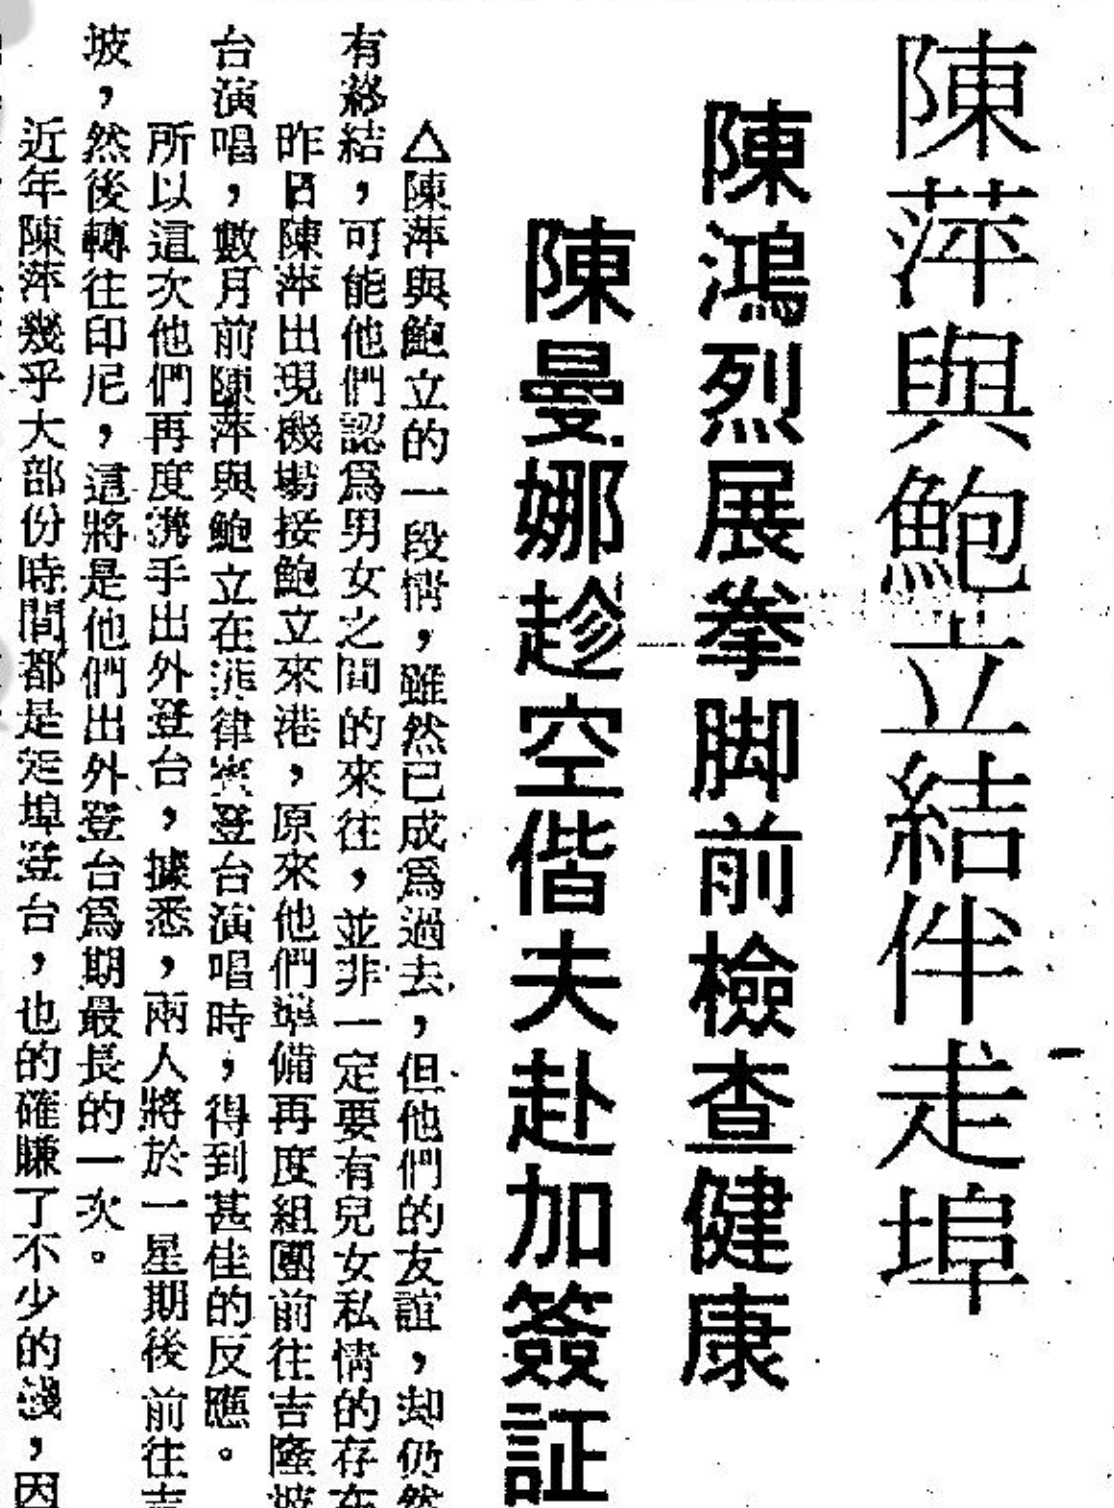 陳萍與鮑立結伴走埠
陳鴻烈展拳脚前檢查健康
陳曼娜趁空偕夫赴加簽証
△陳萍與鮑立的一段情，雖然已成爲過去，但他們的友誼，却仍然
有終結，可能他們認爲男女之間的來往，並非一定要有兒女私情的存在
昨日陳萍出現機場接鮑立來港，原來他們準備再度組團前往吉隆坡
台演唱，數月前陳萍與鮑立在菲律賓登台演唱時，得到甚佳的反應。
所以這次他們再度携手出外登台，據悉，兩人將於一星期後前往吉
坡，然後轉往印尼，這將是他們出外登台爲期最長的一次。
近年陳萍幾乎大部份時間都是走埠登台，也的確賺了不少的錢，因